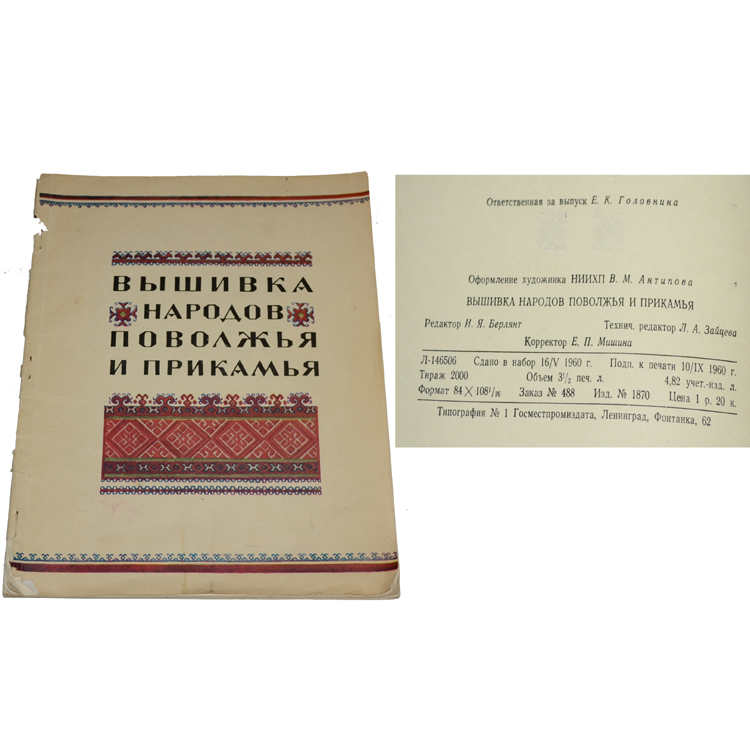 ВЫШИВКА
НАРОДОВ
ПОВОЛЖЬЯ
И ПРИКАМЬЯ
Ответственная за выпуск Е. К. Головкина
Оформление художника НИИХП В. М. Антипова
ВЫШИВКА НАРОДОВ ПОВОЛЖЬЯ И ПРИКАМЬЯ
Редактор И. Я. Берлянт Технич. редактор Л. А. Зайцева
Корректор Е. П. Мишина
Л-146506 Сдано в набор 16/V 1960 г. Подп. к печати 10/IX 1960 г.
Тираж 2000 Объем 3½ печ. л. 4,82 учет.-изд. л.
Формат 84×108¹/₁₆ Заказ № 488 Изд. № 1870 Цена 1 р. 20 к.
Типография № 1 Госместпромиздата, Ленинград, Фонтанка, 62